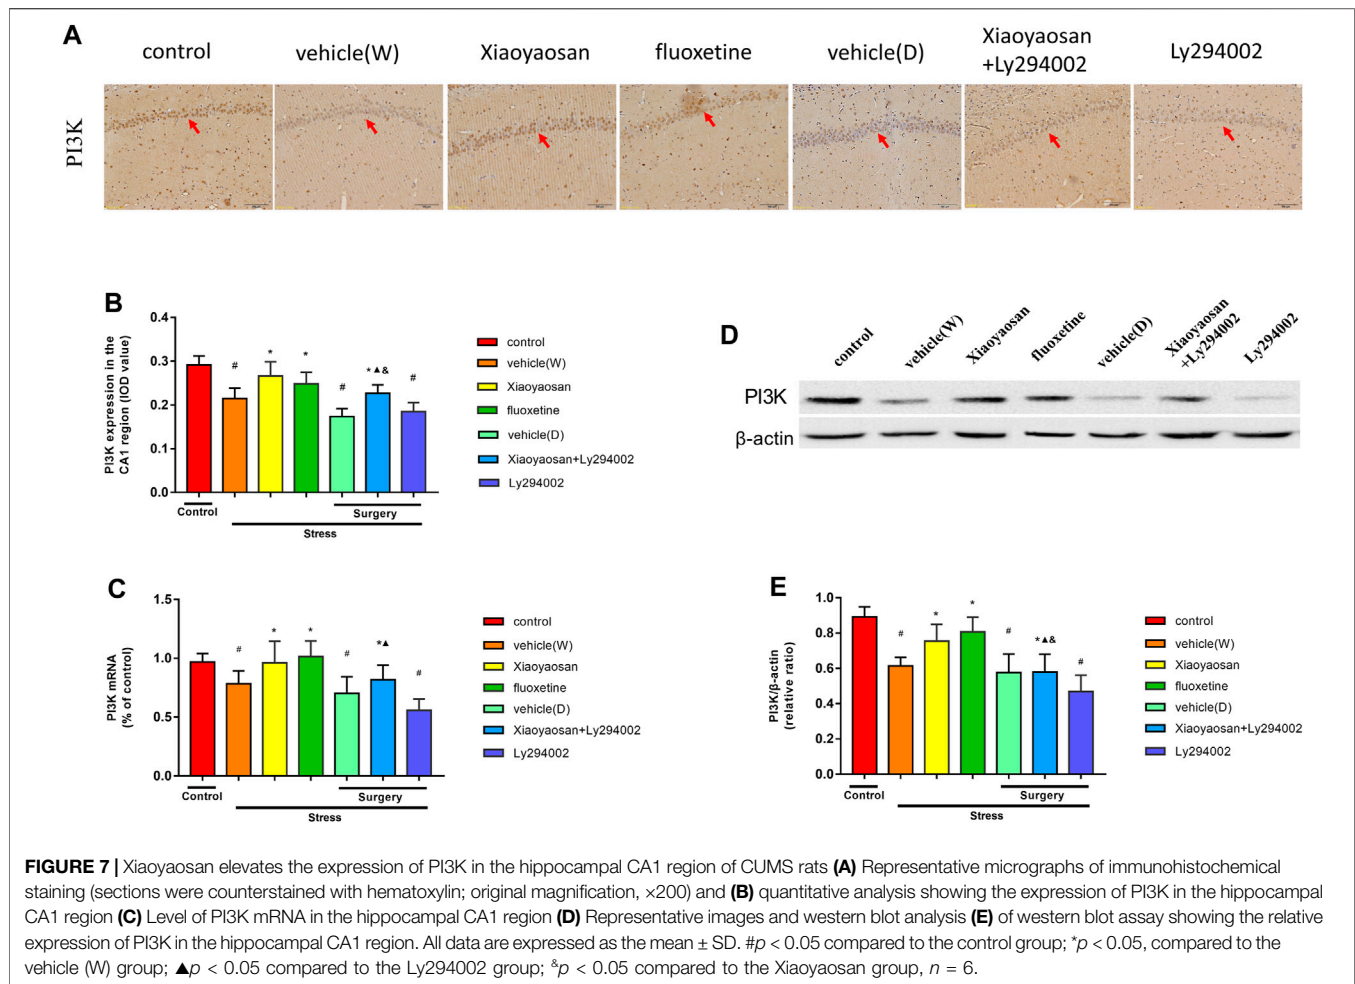 A
control
vehicle(W)
Xiaoyaosan
fluoxetine
vehicle(D)
Xiaoyaosan
+Ly294002
Ly294002
PI3K
B
PI3K expression in the
CA1 region (IOD value)
0.4
0.3
0.2
0.1
0.0
#
*
*
#
*▲&
#
Control
Surgery
Stress
control
vehicle(W)
Xiaoyaosan
fluoxetine
vehicle(D)
Xiaoyaosan+Ly294002
Ly294002
D
control
vehicle(W)
Xiaoyaosan
fluoxetine
vehicle(D)
Xiaoyaosan
+Ly294002
Ly294002
PI3K
β-actin
C
PI3K mRNA
(% of control)
1.5
1.0
0.5
0.0
#
*
*
#
*▲
#
Control
Surgery
Stress
control
vehicle(W)
Xiaoyaosan
fluoxetine
vehicle(D)
Xiaoyaosan+Ly294002
Ly294002
E
PI3K/β-actin
(relative ratio)
1.0
0.8
0.6
0.4
0.2
0.0
#
*
*
#
*▲&
#
Control
Surgery
Stress
control
vehicle(W)
Xiaoyaosan
fluoxetine
vehicle(D)
Xiaoyaosan+Ly294002
Ly294002
FIGURE 7 | Xiaoyaosan elevates the expression of PI3K in the hippocampal CA1 region of CUMS rats (A) Representative micrographs of immunohistochemical
staining (sections were counterstained with hematoxylin; original magnification, ×200) and (B) quantitative analysis showing the expression of PI3K in the hippocampal
CA1 region (C) Level of PI3K mRNA in the hippocampal CA1 region (D) Representative images and western blot analysis (E) of western blot assay showing the relative
expression of PI3K in the hippocampal CA1 region. All data are expressed as the mean ± SD. #p < 0.05 compared to the control group; *p < 0.05, compared to the
vehicle (W) group; ▲p < 0.05 compared to the Ly294002 group; &p < 0.05 compared to the Xiaoyaosan group, n = 6.